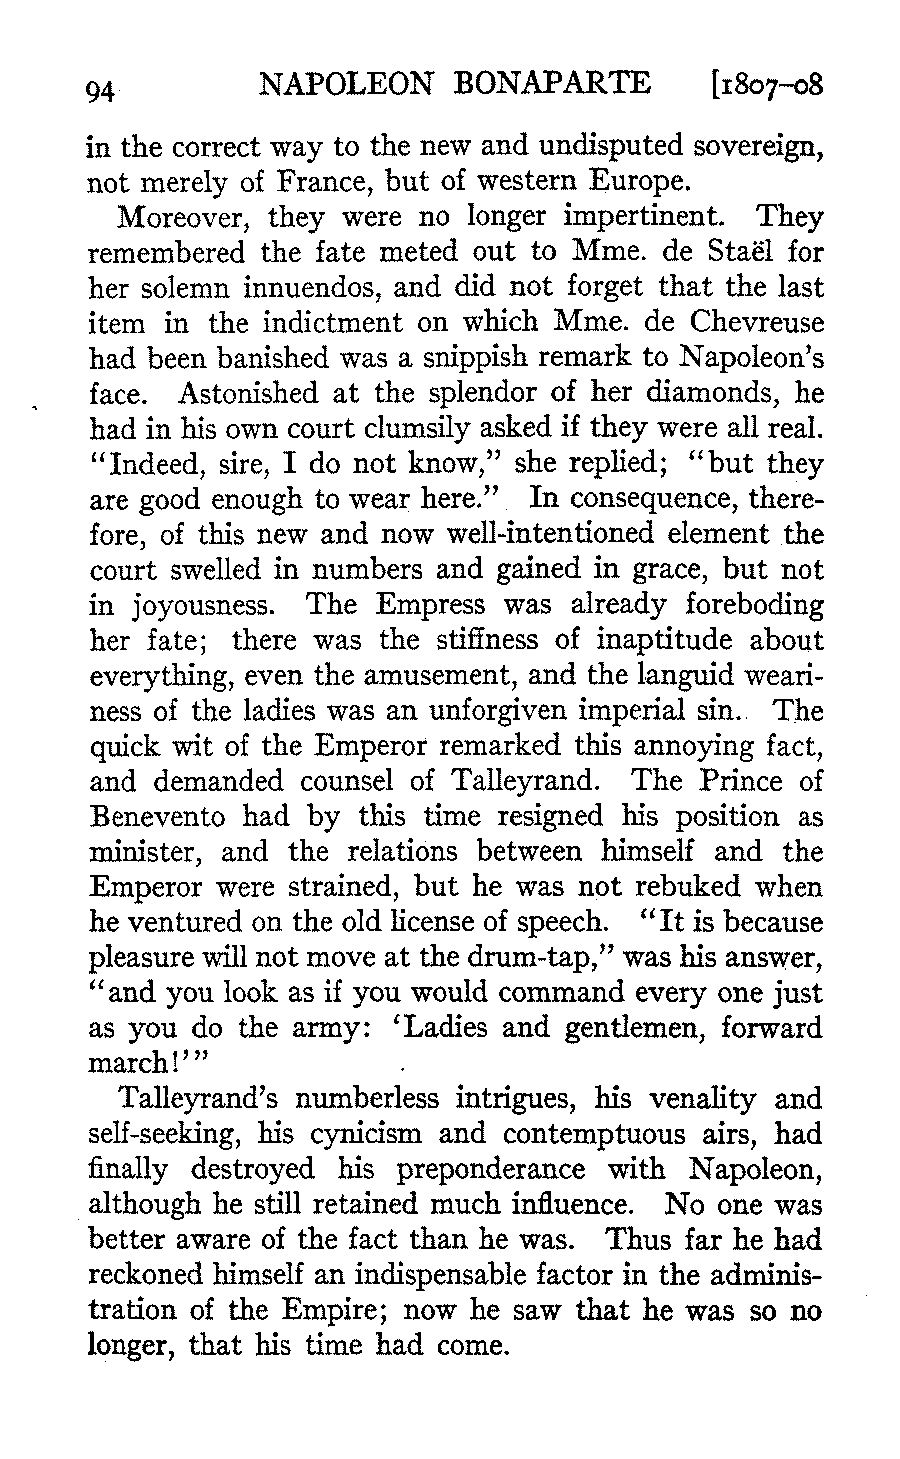 94 NAPOLEON BONAPARTE [1807–08
in the correct way to the new and undisputed sovereign,
not merely of France, but of western Europe.
Moreover, they were no longer impertinent. They
remembered the fate meted out to Mme. de Staël for
her solemn innuendos, and did not forget that the last
item in the indictment on which Mme. de Chevreuse
had been banished was a snippish remark to Napoleon's
face. Astonished at the splendor of her diamonds, he
had in his own court clumsily asked if they were all real.
"Indeed, sire, I do not know," she replied; "but they
are good enough to wear here." In consequence, there-
fore, of this new and now well-intentioned element the
court swelled in numbers and gained in grace, but not
in joyousness. The Empress was already foreboding
her fate; there was the stiffness of inaptitude about
everything, even the amusement, and the languid weari-
ness of the ladies was an unforgiven imperial sin. The
quick wit of the Emperor remarked this annoying fact,
and demanded counsel of Talleyrand. The Prince of
Benevento had by this time resigned his position as
minister, and the relations between himself and the
Emperor were strained, but he was not rebuked when
he ventured on the old license of speech. "It is because
pleasure will not move at the drum-tap," was his answer,
"and you look as if you would command every one just
as you do the army: 'Ladies and gentlemen, forward
march!'"
Talleyrand's numberless intrigues, his venality and
self-seeking, his cynicism and contemptuous airs, had
finally destroyed his preponderance with Napoleon,
although he still retained much influence. No one was
better aware of the fact than he was. Thus far he had
reckoned himself an indispensable factor in the adminis-
tration of the Empire; now he saw that he was so no
longer, that his time had come.